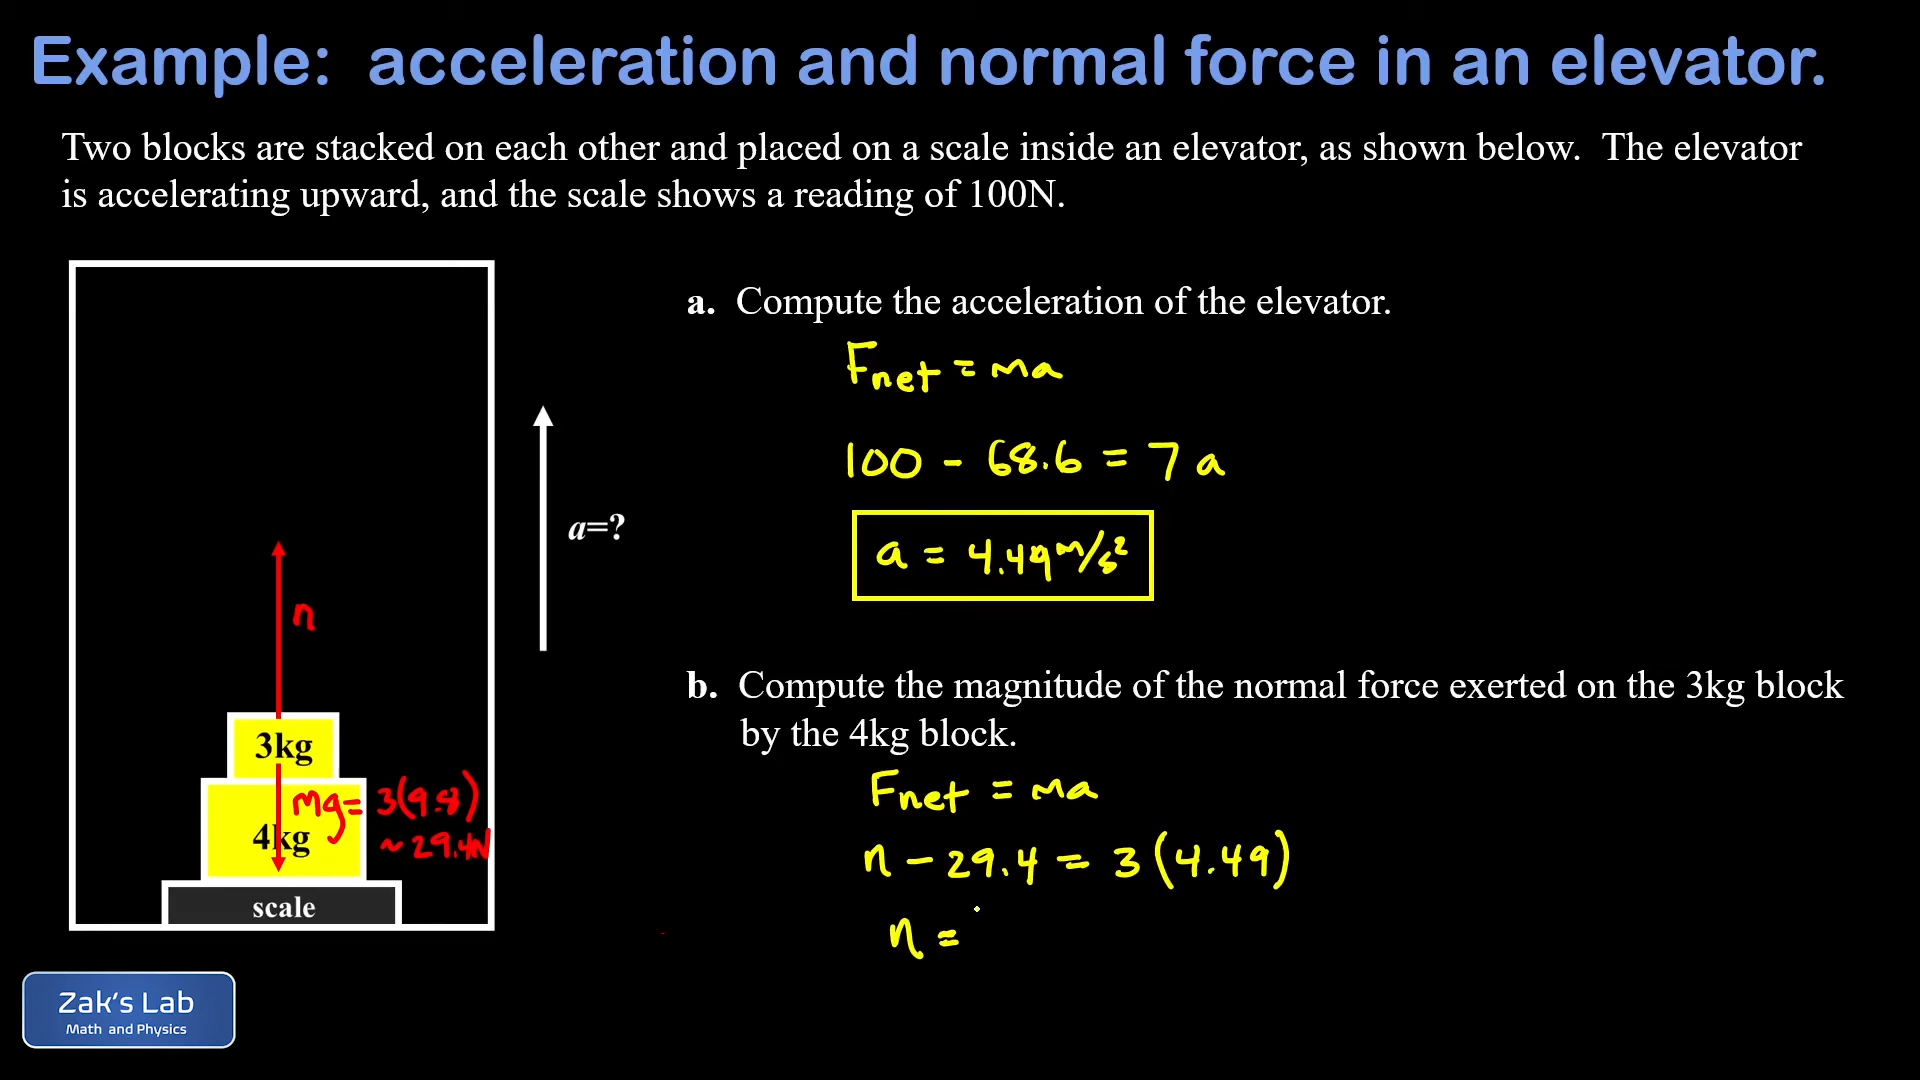 Example: acceleration and normal force in an elevator.
Two blocks are stacked on each other and placed on a scale inside an elevator, as shown below. The elevator
is accelerating upward, and the scale shows a reading of 100N.
a. Compute the acceleration of the elevator.
Fnet = ma
100 - 68.6 = 7a
a=?
a = 4.49 m/s²
n
b. Compute the magnitude of the normal force exerted on the 3kg block
by the 4kg block.
3kg
Fnet = ma
mg = 3(9.8)
4kg
~ 29.4N
n - 29.4 = 3(4.49)
scale
n =
Zak's Lab
Math and Physics